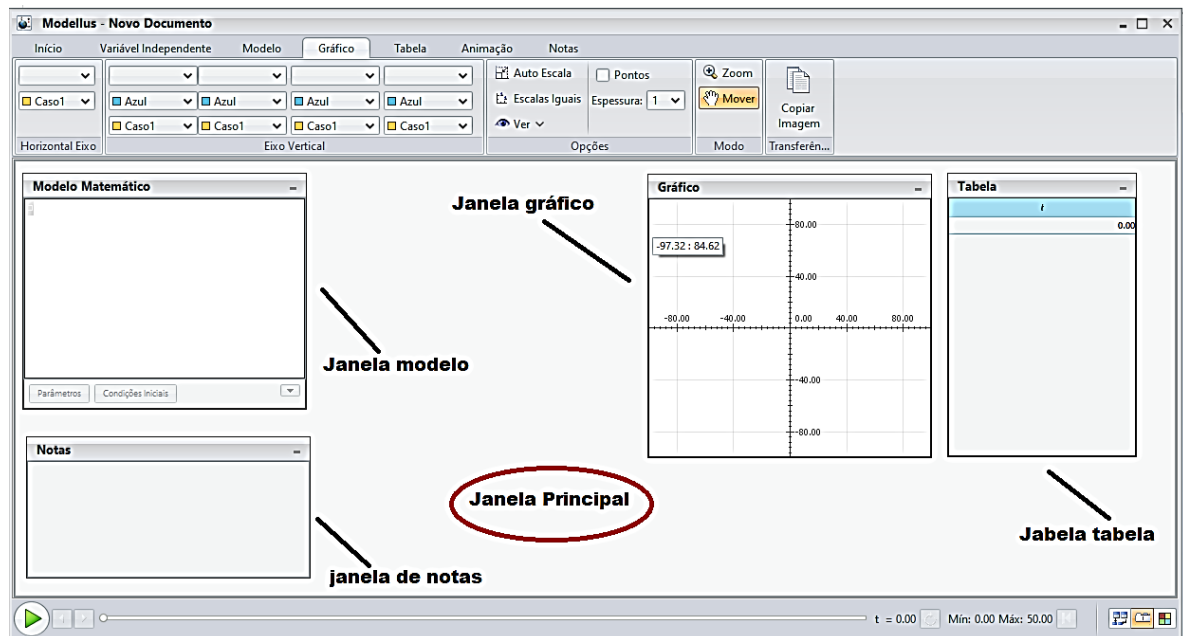 Modellus - Novo Documento
Início Variável Independente Modelo Gráfico Tabela Animação Notas
Auto Escala Pontos Zoom
Caso1 Azul Azul Azul Azul Escalas Iguais Espessura: 1 Mover Copiar Imagem
Caso1 Caso1 Caso1 Caso1 Ver
Horizontal Eixo Eixo Vertical Opções Modo Transferên...
Modelo Matemático
Parâmetros Condições Iniciais
Janela gráfico
Janela modelo
Gráfico
80.00
-97.32 : 84.62
40.00
-80.00 -40.00 0.00 40.00 80.00
-40.00
-80.00
Tabela
t
0.00
Notas
Janela Principal
Jabela tabela
janela de notas
t = 0.00 Mín: 0.00 Máx: 50.00